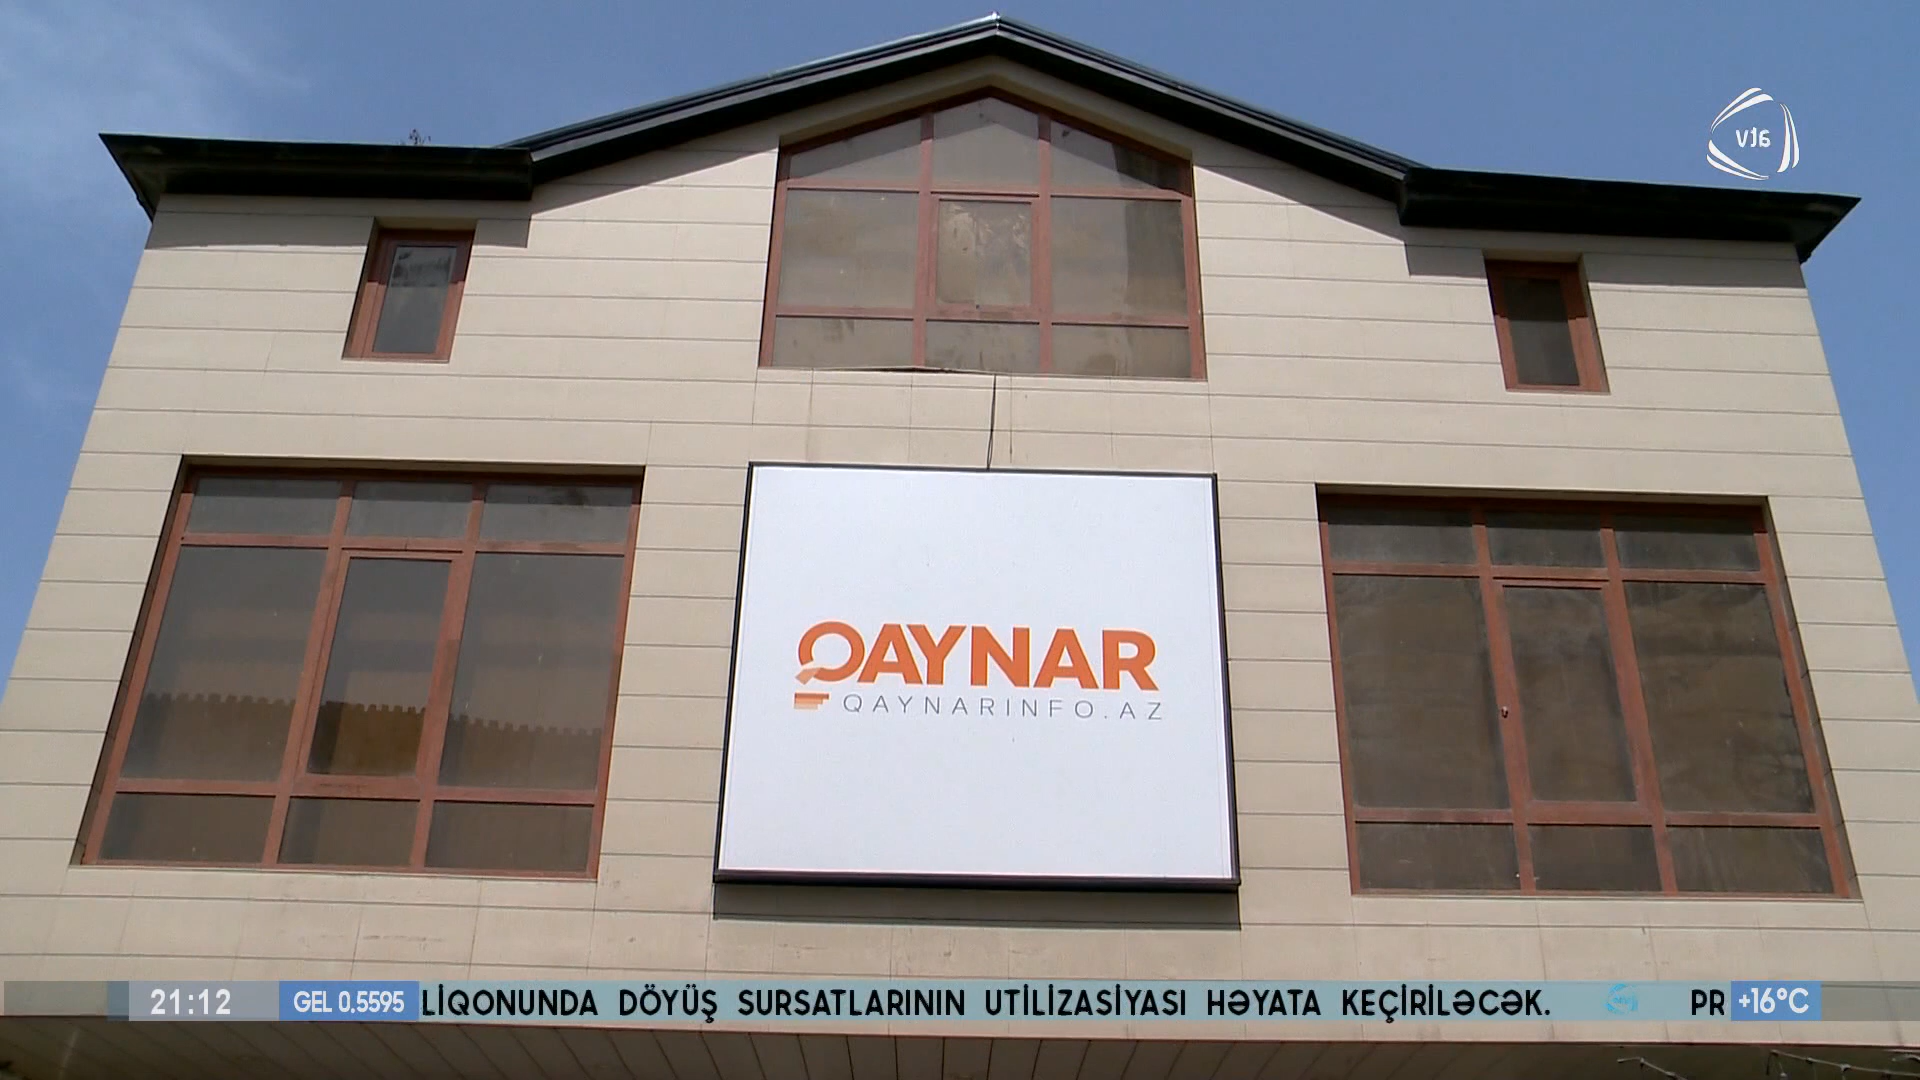 ATV
QAYNAR
QAYNARINFO.AZ
21:12 GEL 0.5595 LİQONUNDA DÖYÜŞ SURSATLARININ UTİLİZASİYASI HƏYATA KEÇİRİLƏCƏK. PR +16°C